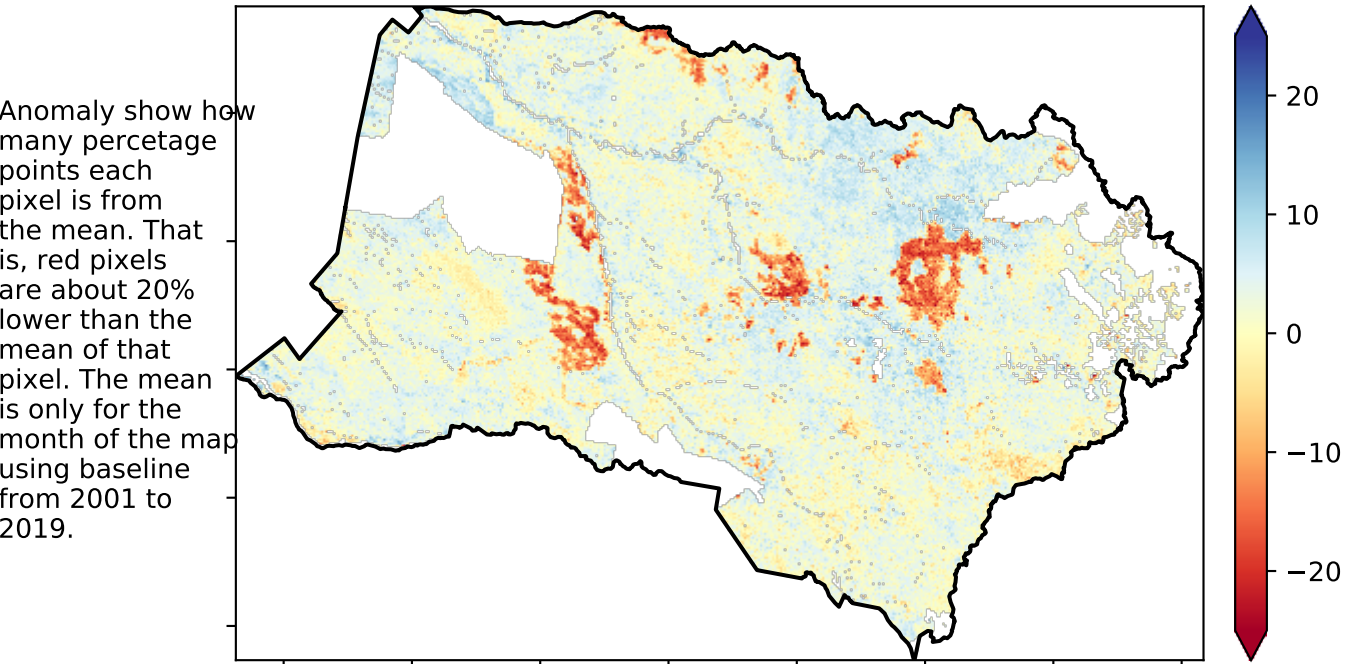 Anomaly show how
many percetage
points each
pixel is from
the mean. That
is, red pixels
are about 20%
lower than the
mean of that
pixel. The mean
is only for the
month of the map
using baseline
from 2001 to
2019.
20
10
0
−10
−20